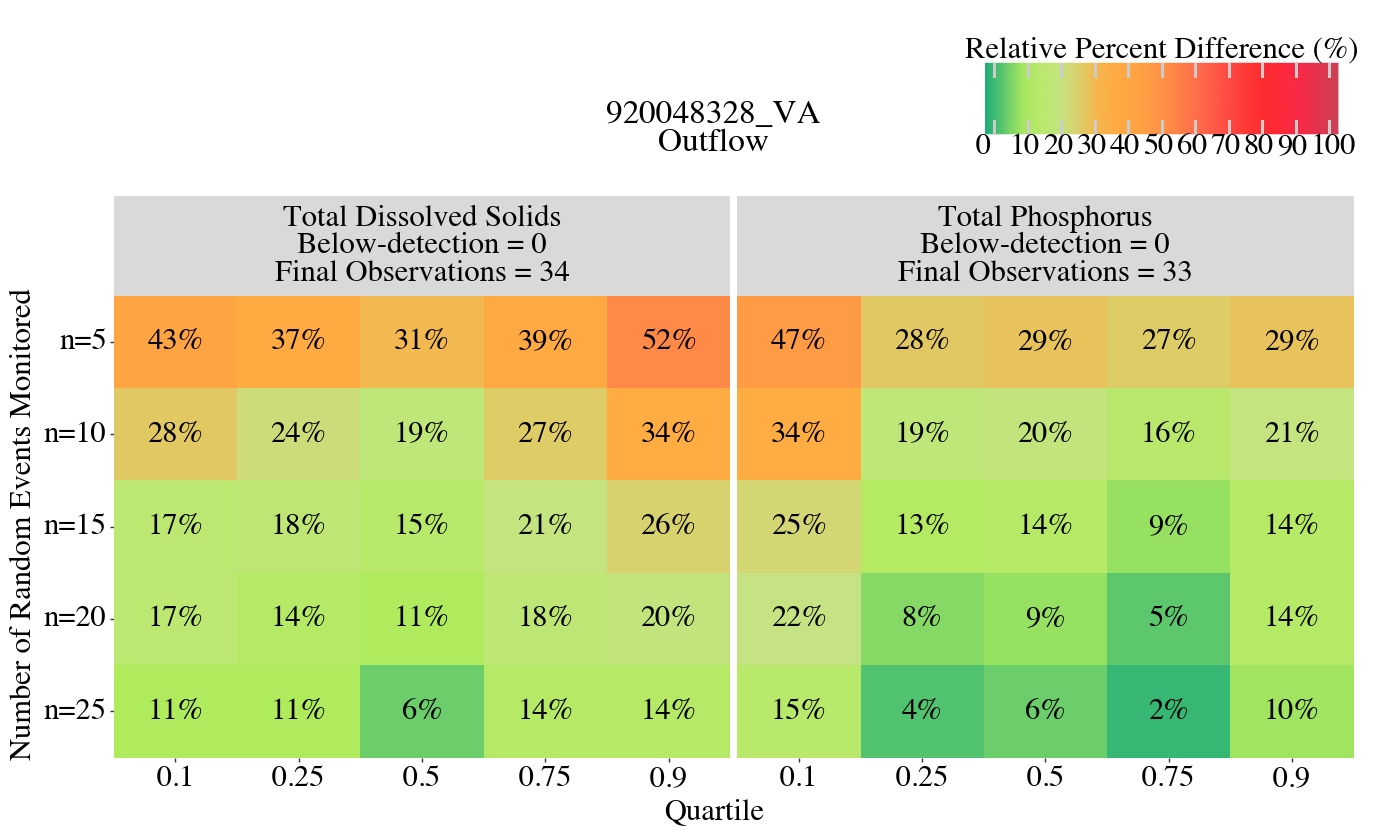 Relative Percent Difference (%)
0 10 20 30 40 50 60 70 80 90 100
920048328_VA
Outflow
Total Dissolved Solids
Below-detection = 0
Final Observations = 34
Total Phosphorus
Below-detection = 0
Final Observations = 33
Number of Random Events Monitored
n=5 43% 37% 31% 39% 52% 47% 28% 29% 27% 29%
n=10 28% 24% 19% 27% 34% 34% 19% 20% 16% 21%
n=15 17% 18% 15% 21% 26% 25% 13% 14% 9% 14%
n=20 17% 14% 11% 18% 20% 22% 8% 9% 5% 14%
n=25 11% 11% 6% 14% 14% 15% 4% 6% 2% 10%
0.1 0.25 0.5 0.75 0.9 0.1 0.25 0.5 0.75 0.9
Quartile